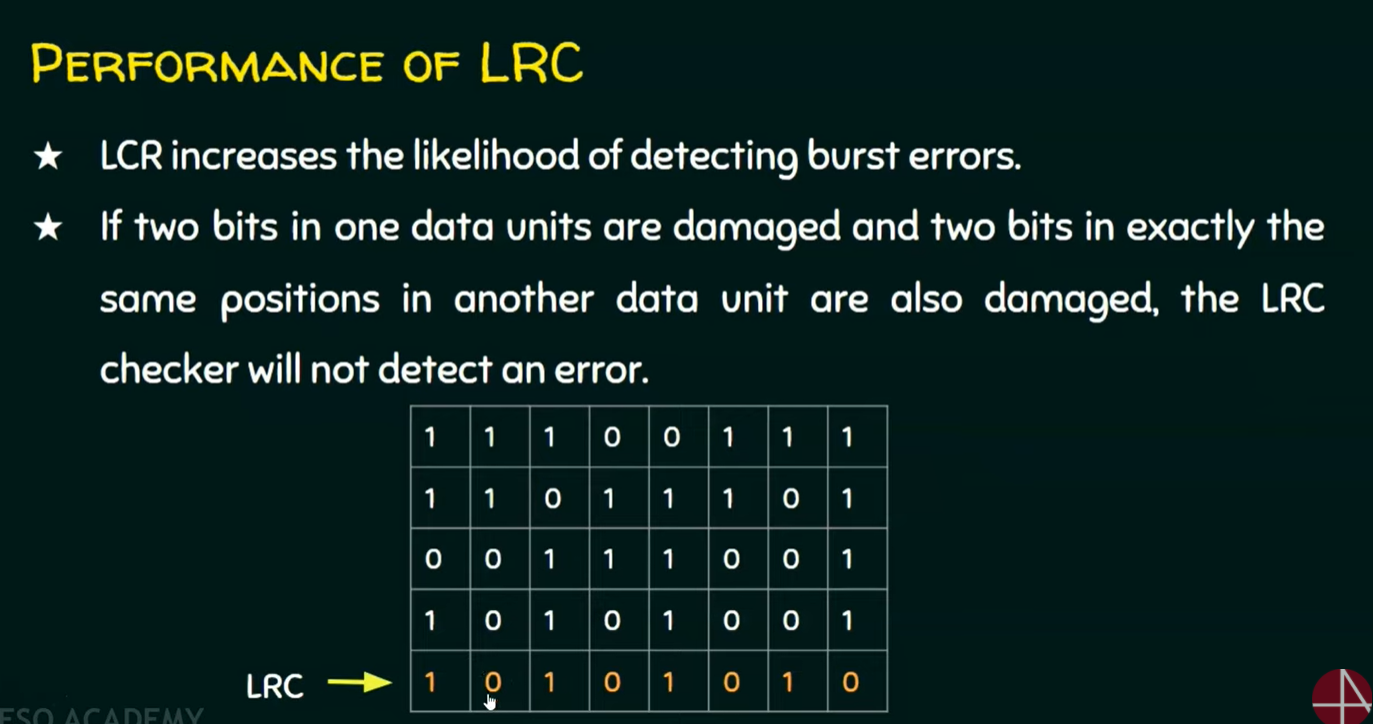 PERFORMANCE OF LRC
★ LCR increases the likelihood of detecting burst errors.
★ If two bits in one data units are damaged and two bits in exactly the
same positions in another data unit are also damaged, the LRC
checker will not detect an error.
1 1 1 0 0 1 1 1
1 1 0 1 1 1 0 1
0 0 1 1 1 0 0 1
1 0 1 0 1 0 0 1
LRC 1 0 1 0 1 0 1 0
ESO ACADEMY